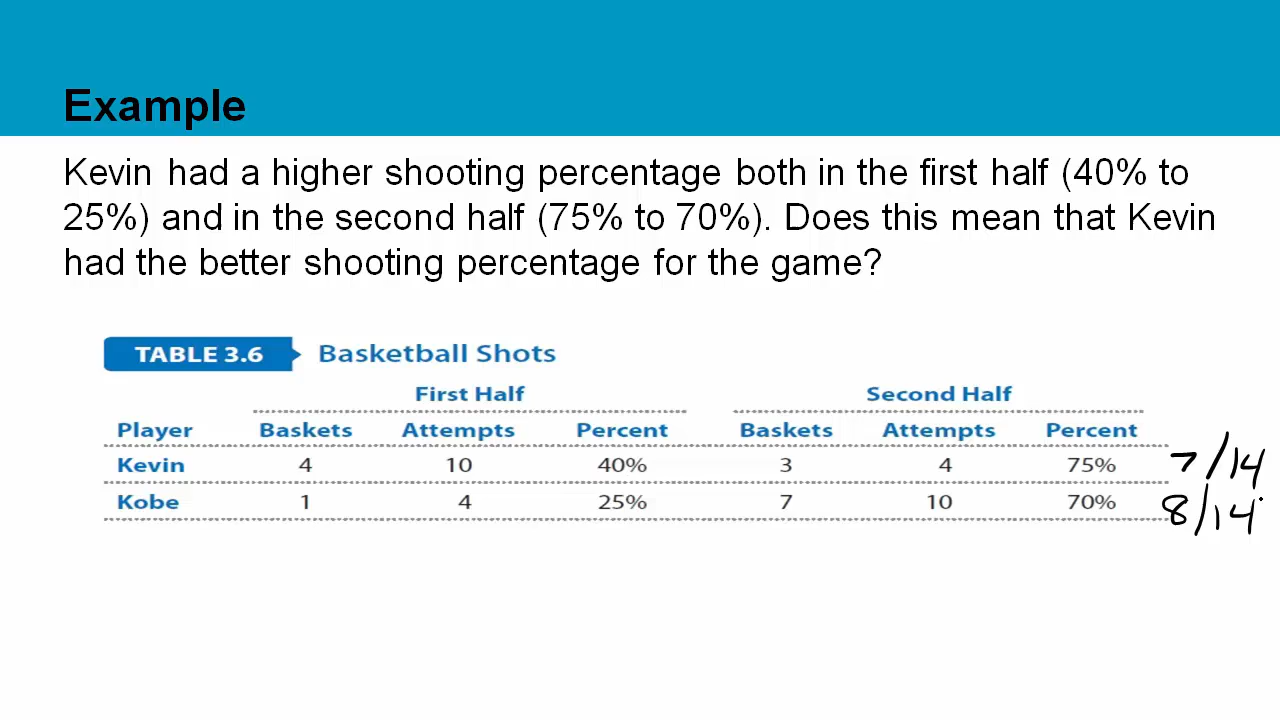 Example
Kevin had a higher shooting percentage both in the first half (40% to
25%) and in the second half (75% to 70%). Does this mean that Kevin
had the better shooting percentage for the game?
TABLE 3.6 Basketball Shots
First Half Second Half
Player Baskets Attempts Percent Baskets Attempts Percent
Kevin 4 10 40% 3 4 75% 7/14
Kobe 1 4 25% 7 10 70% 8/14